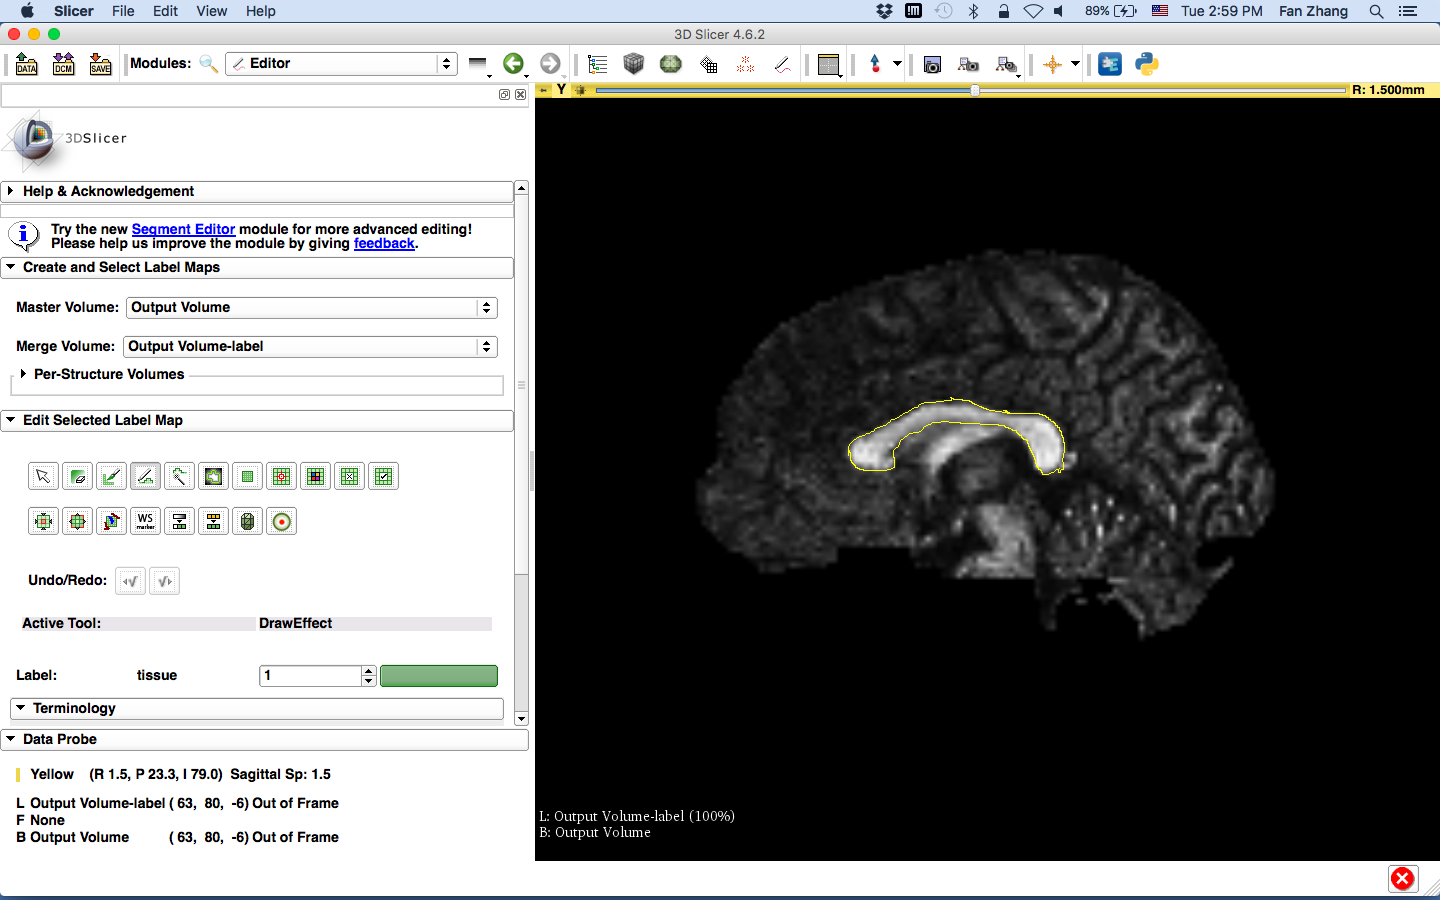 Slicer File Edit View Help 89% Tue 2:59 PM Fan Zhang
3D Slicer 4.6.2
DATA DCM SAVE Modules: Editor
Y R: 1.500mm
3DSlicer
Help & Acknowledgement
Try the new Segment Editor module for more advanced editing!
Please help us improve the module by giving feedback.
Create and Select Label Maps
Master Volume: Output Volume
Merge Volume: Output Volume-label
Per-Structure Volumes
Edit Selected Label Map
WS
marker
Undo/Redo:
Active Tool: DrawEffect
Label: tissue 1
Terminology
Data Probe
Yellow (R 1.5, P 23.3, I 79.0) Sagittal Sp: 1.5
L Output Volume-label ( 63, 80, -6) Out of Frame
F None
B Output Volume ( 63, 80, -6) Out of Frame
L: Output Volume-label (100%)
B: Output Volume